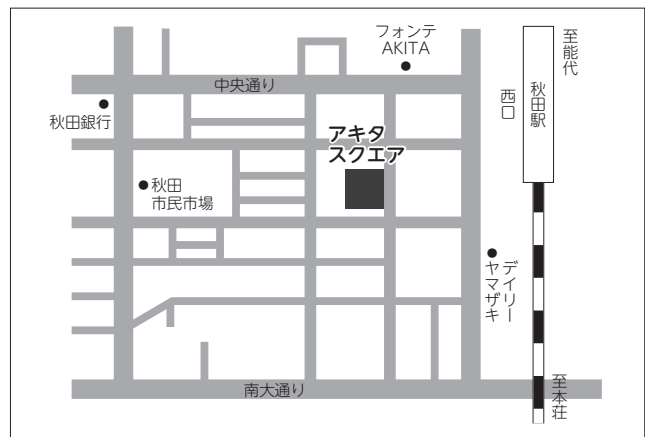 フォンテ
AKITA
至能代
中央通り
秋田駅
西口
秋田銀行
アキタ
スクエア
秋田
市民市場
デイリー
ヤマザキ
南大通り
至本荘